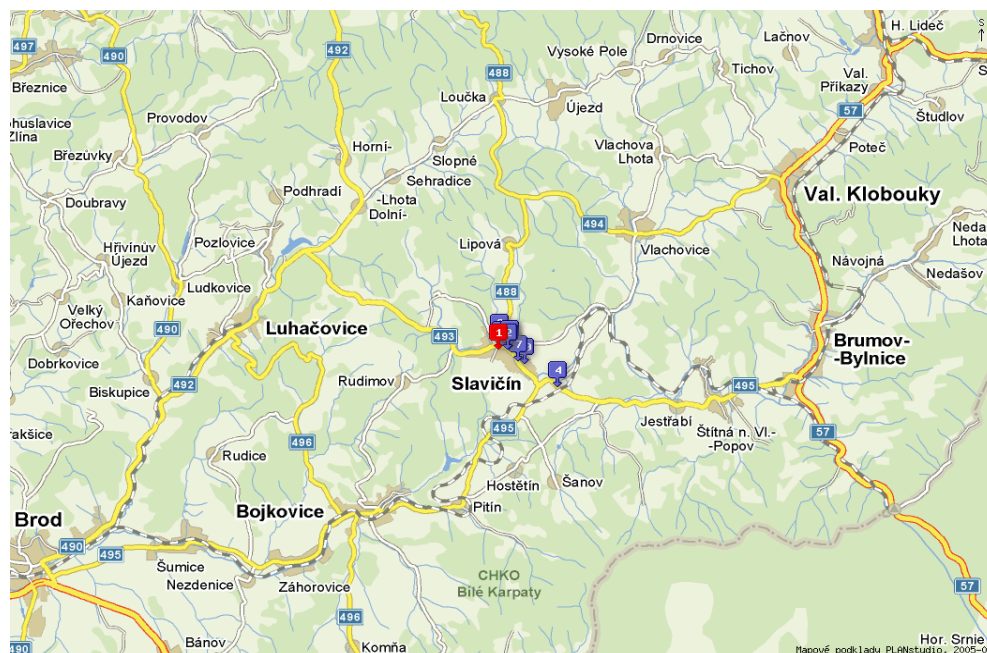 H. Lideč
S
497
490
492
Drnovice
Lačnov
Vysoké Pole
488
Tichov
Val.
Příkazy
Březnice
Loučka
Újezd
57
Študlov
Provodov
Zlína
Horní-
Slopné
Vlachova
Lhota
Poteč
Březůvky
Sehradice
Podhradí
-Lhota
Dolní-
Val. Klobouky
Doubravy
494
Pozlovice
Lipová
Vlachovice
Neda
Lhota
Hřivínův
Újezd
Návojná
Nedašov
Ludkovice
488
Kaňovice
Velký
Ořechov
490
Luhačovice
493
1
Brumov-
-Bylnice
Dobrkovice
4
Biskupice
492
Rudimov
Slavičín
495
Jestřabí
495
57
Štítná n. Vl.-
-Popov
496
Rudice
Hostětín
Šanov
Bojkovice
Pitín
Brod
490
495
Šumice
Nezdenice
Záhorovice
CHKO
Bílé Karpaty
57
496
490
Bánov
Komňa
Hor. Srnie
Mapové podklady PLANstudio, 2005-0